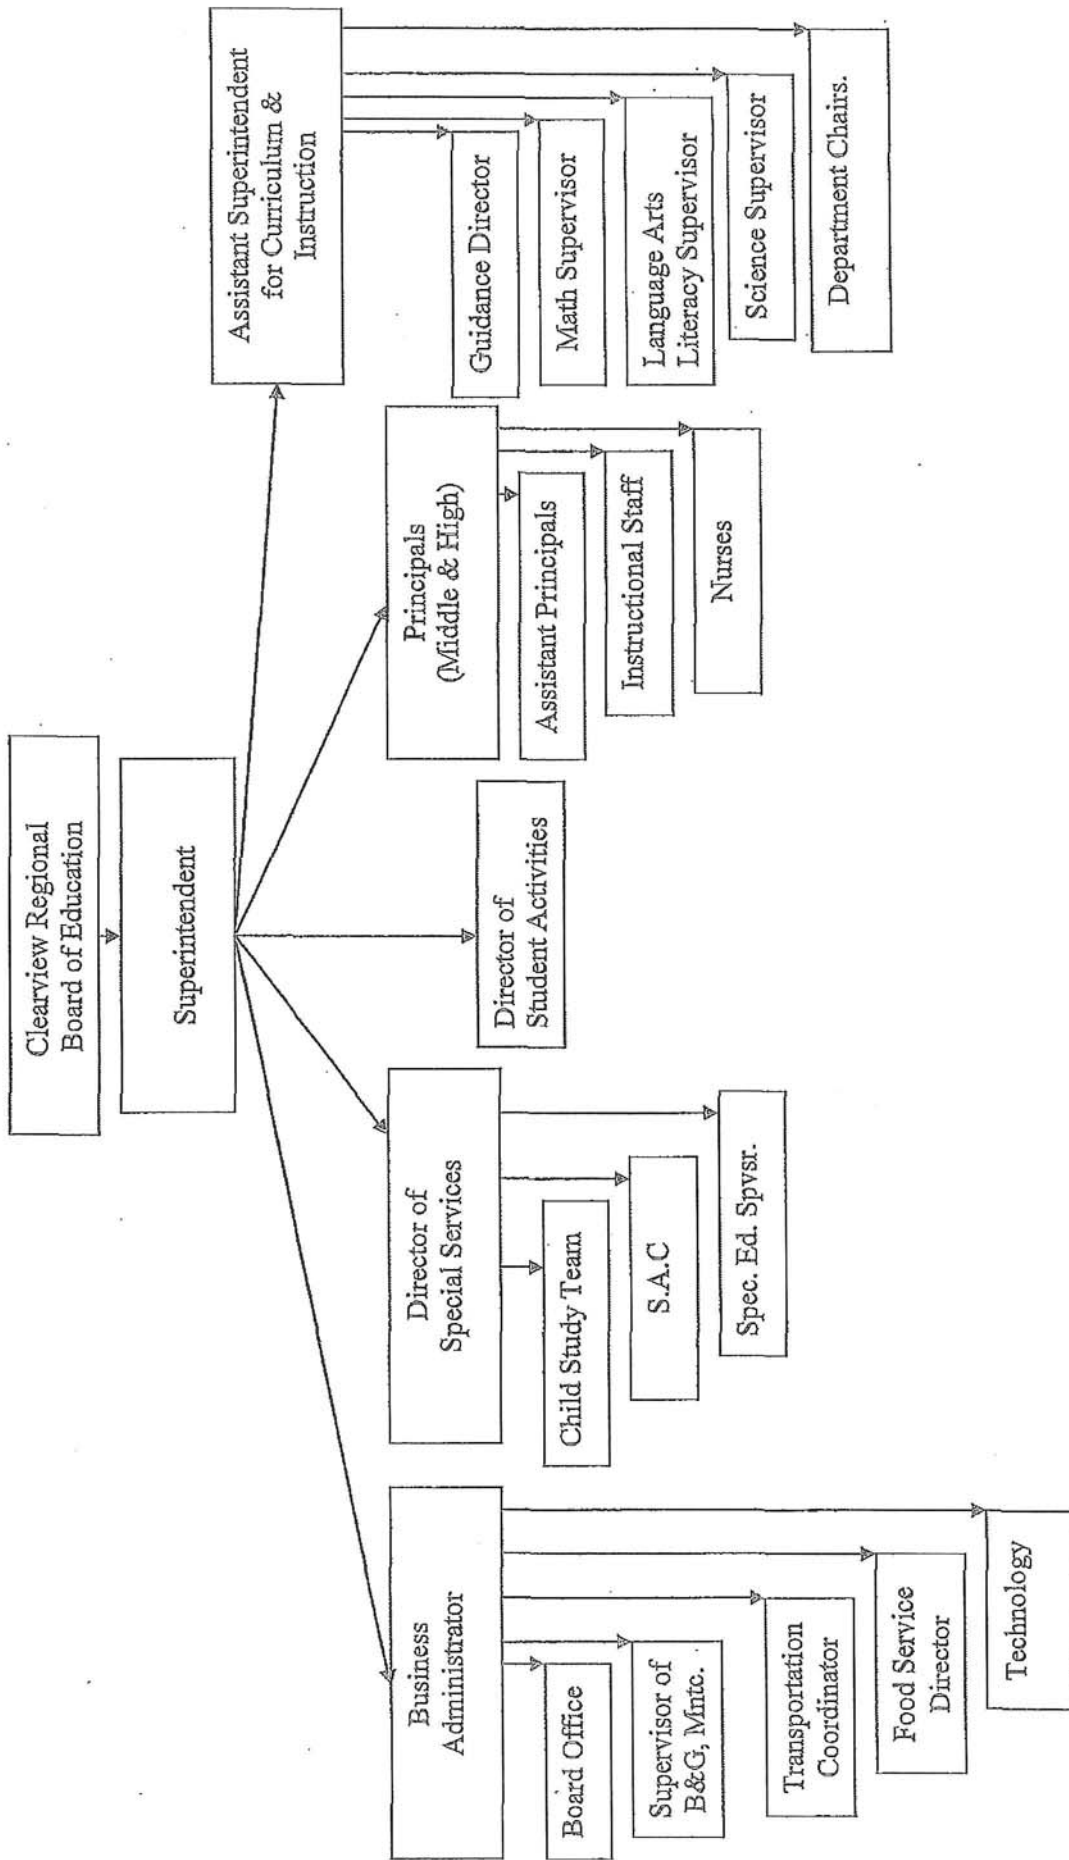 Clearview Regional
Board of Education
Superintendent
Business
Administrator
Board Office
Supervisor of
B&G, Mntc.
Transportation
Coordinator
Food Service
Director
Technology
Director of
Special Services
Child Study Team
S.A.C
Spec. Ed. Spvsr.
Director of
Student Activities
Principals
(Middle & High)
Assistant Principals
Instructional Staff
Nurses
Assistant Superintendent
for Curriculum &
Instruction
Guidance Director
Math Supervisor
Language Arts
Literacy Supervisor
Science Supervisor
Department Chairs.